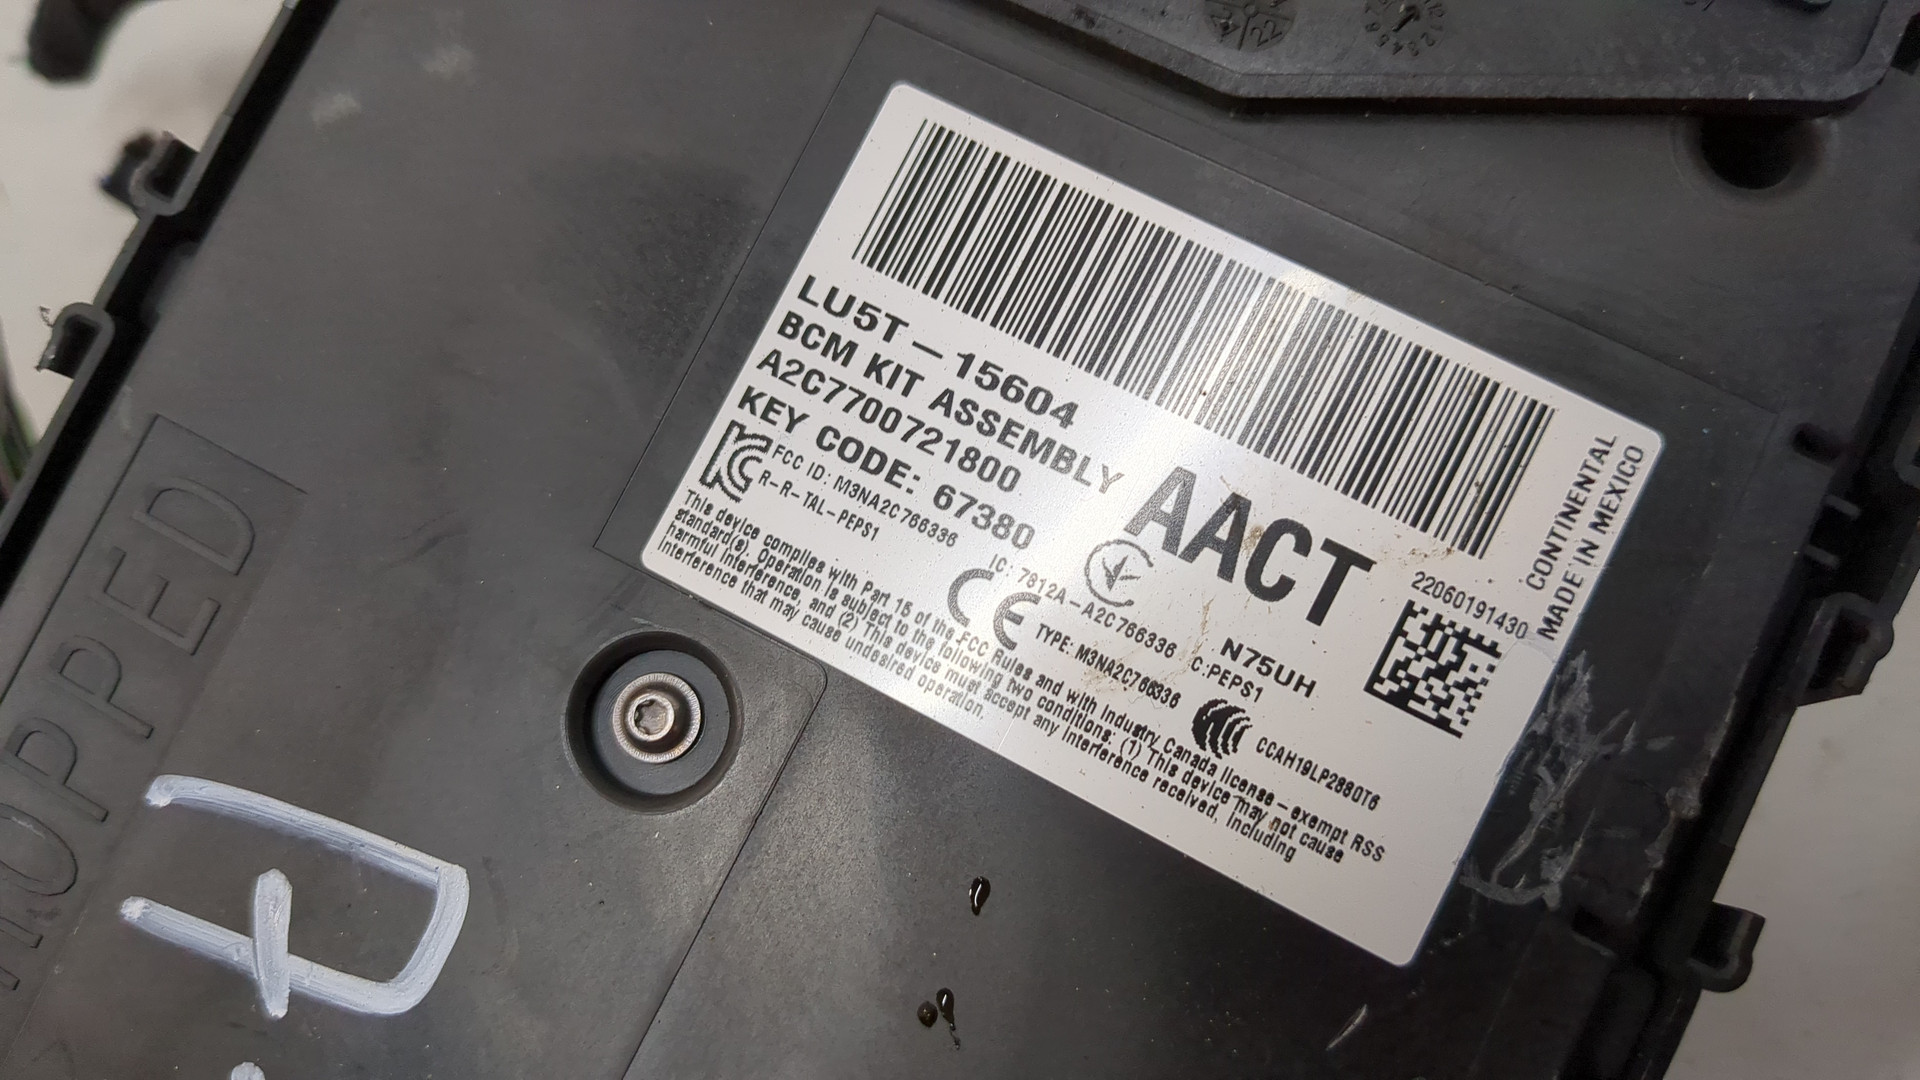 LU5T-15604
BCM KIT ASSEMBLY
A2C7700721800
KEY CODE: 67380
AACT
FCC ID: M3NA2C766336
R-R-TAL-PEPS1
IC: 7812A-A2C766336
C:PEPS1
N75UH
22060191430
CONTINENTAL
MADE IN MEXICO
CE
TYPE: M3NA2C766336
CCAH19LP2880T6
This device complies with Part 15 of the FCC Rules and with Industry Canada license-exempt RSS
standard(s). Operation is subject to the following two conditions: (1) This device may not cause
harmful interference, and (2) This device must accept any interference received, including
interference that may cause undesired operation.
22
OPPED